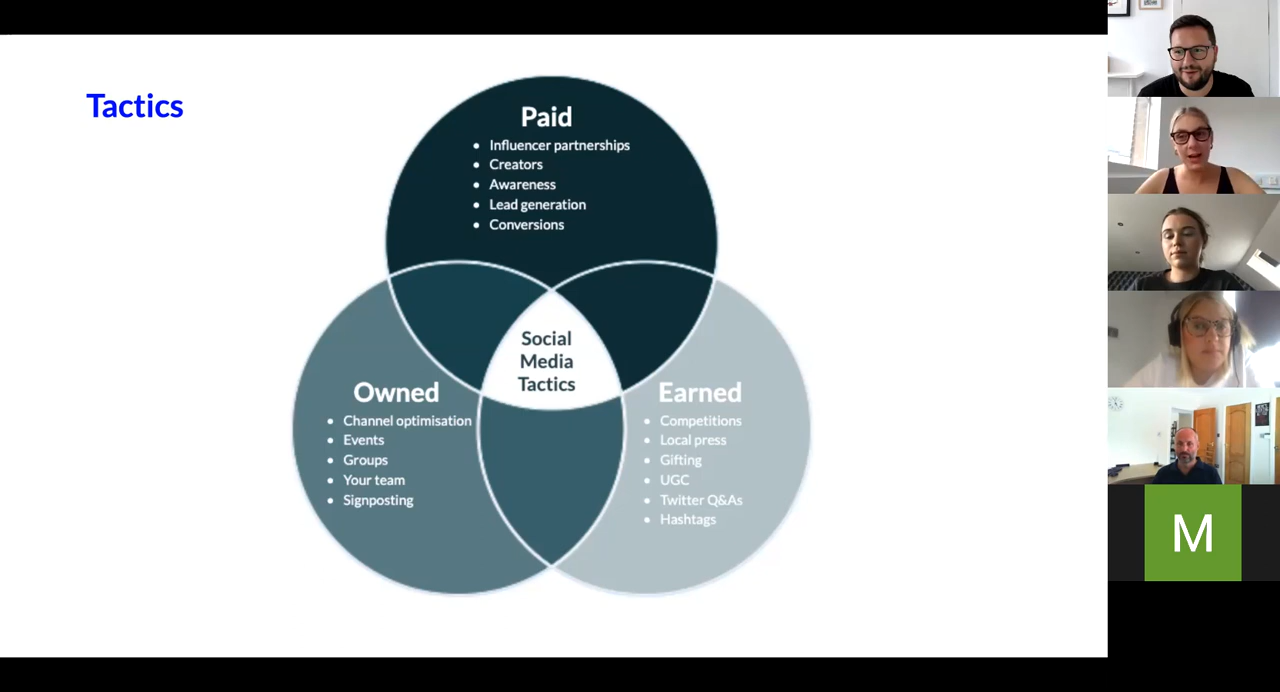 Tactics
Paid
• Influencer partnerships
• Creators
• Awareness
• Lead generation
• Conversions
Social
Media
Tactics
Owned
• Channel optimisation
• Events
• Groups
• Your team
• Signposting
Earned
• Competitions
• Local press
• Gifting
• UGC
• Twitter Q&As
• Hashtags
M